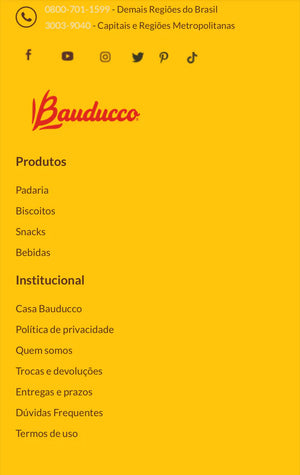 0800-701-1599 - Demais Regiões do Brasil
3003-9040 - Capitais e Regiões Metropolitanas
Bauducco
Produtos
Padaria
Biscoitos
Snacks
Bebidas
Institucional
Casa Bauducco
Política de privacidade
Quem somos
Trocas e devoluções
Entregas e prazos
Dúvidas Frequentes
Termos de uso